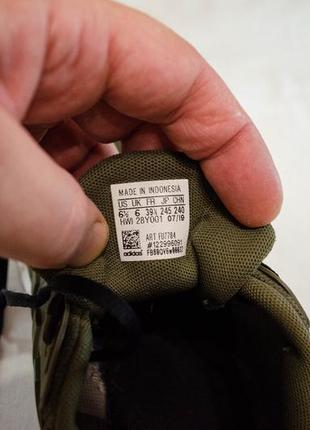 MADE IN INDONESIA
US UK FR JP CHN
6½ 6 39⅓ 245 240
HWI 28Y001 07/19
ART FU7784
#122996091
adidas